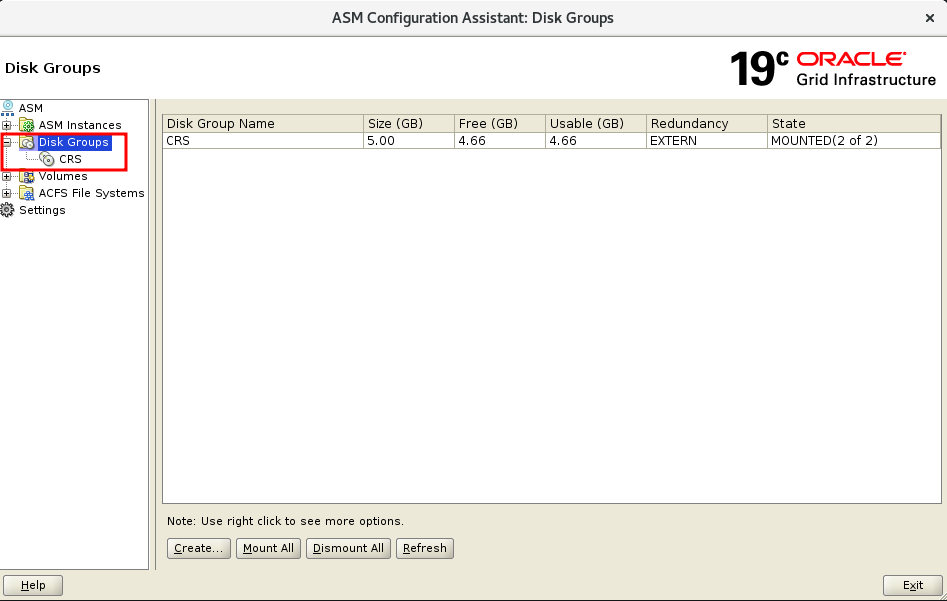 ASM Configuration Assistant: Disk Groups
Disk Groups
19c ORACLE
Grid Infrastructure
ASM
ASM Instances
Disk Groups
CRS
Volumes
ACFS File Systems
Settings
Disk Group Name Size (GB) Free (GB) Usable (GB) Redundancy State
CRS 5.00 4.66 4.66 EXTERN MOUNTED(2 of 2)
Note: Use right click to see more options.
Create... Mount All Dismount All Refresh
Help Exit